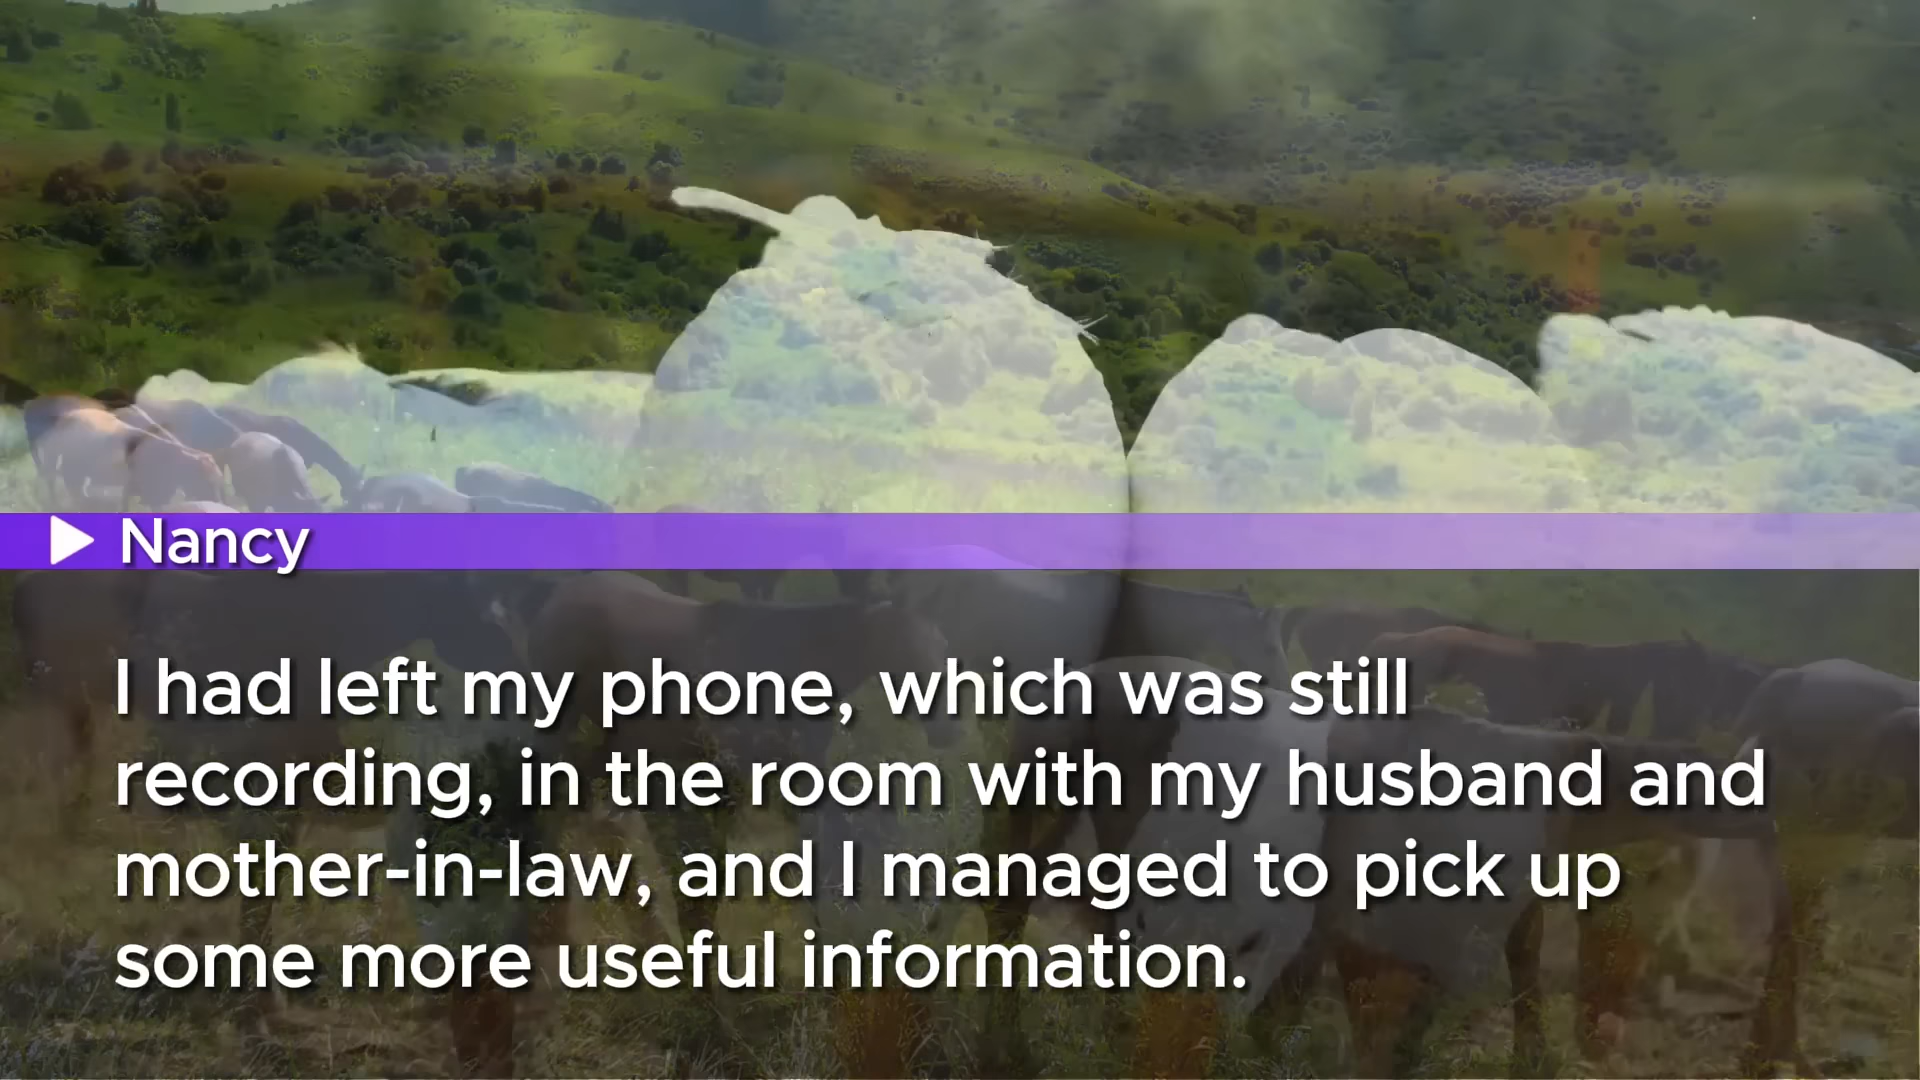 Nancy
I had left my phone, which was still
recording, in the room with my husband and
mother-in-law, and I managed to pick up
some more useful information.